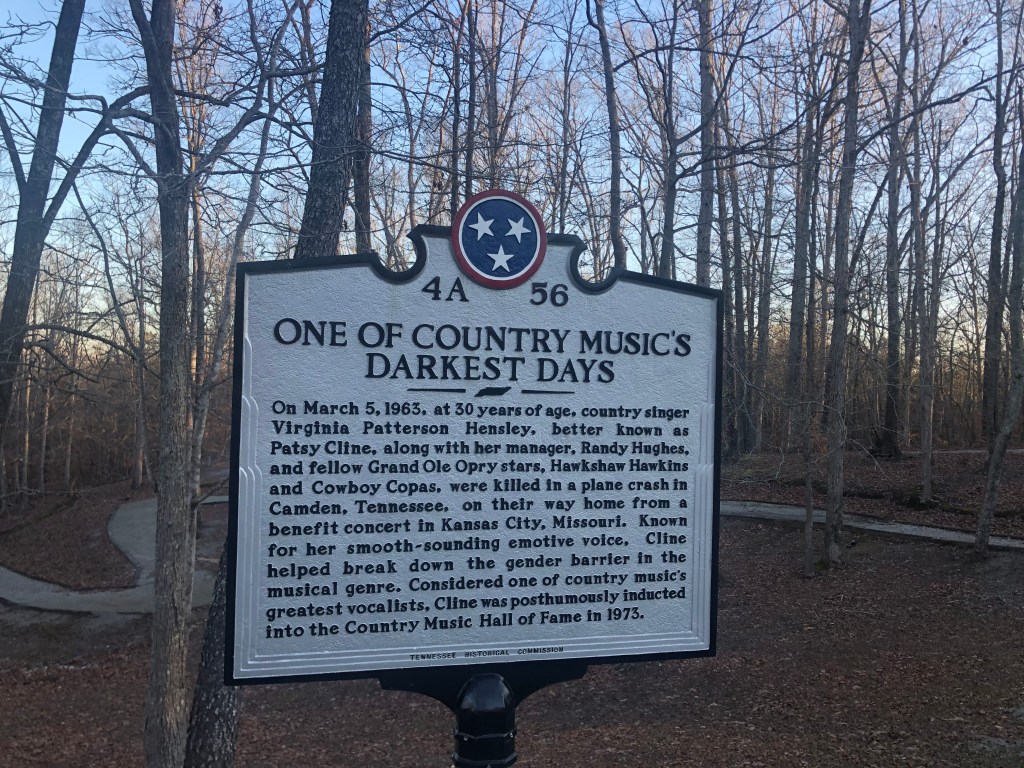 4A 56
ONE OF COUNTRY MUSIC'S
DARKEST DAYS
On March 5, 1963, at 30 years of age, country singer
Virginia Patterson Hensley, better known as
Patsy Cline, along with her manager, Randy Hughes,
and fellow Grand Ole Opry stars, Hawkshaw Hawkins
and Cowboy Copas, were killed in a plane crash in
Camden, Tennessee, on their way home from a
benefit concert in Kansas City, Missouri. Known
for her smooth-sounding emotive voice, Cline
helped break down the gender barrier in the
musical genre. Considered one of country music's
greatest vocalists, Cline was posthumously inducted
into the Country Music Hall of Fame in 1973.
TENNESSEE HISTORICAL COMMISSION